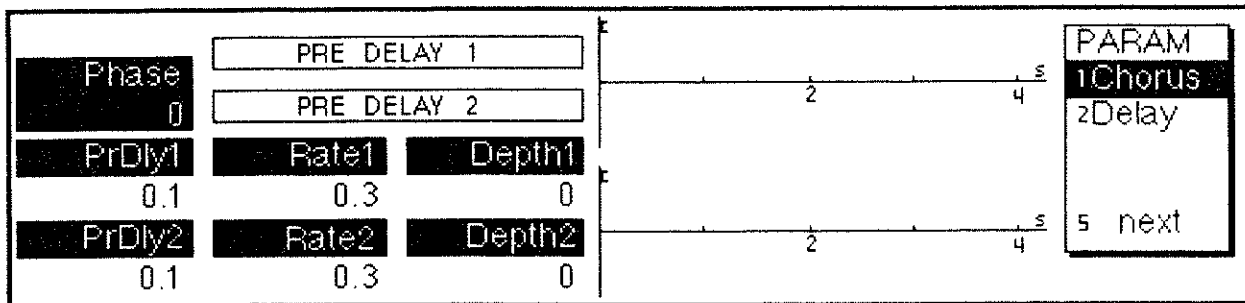 Phase
0
PRE DELAY 1
PRE DELAY 2
PrDly1 Rate1 Depth1
0.1 0.3 0
PrDly2 Rate2 Depth2
0.1 0.3 0
s
2 4
s
2 4
PARAM
1Chorus
2Delay
5 next